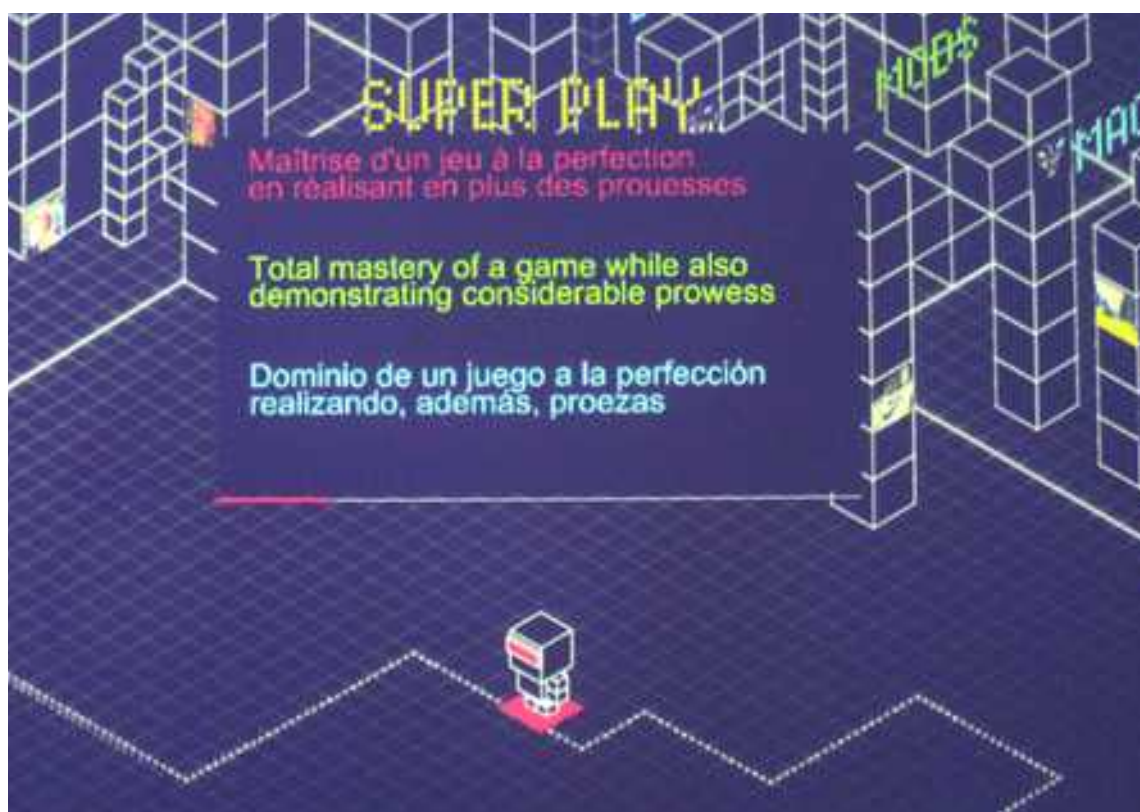 SUPER PLAY
MODS
Maîtrise d'un jeu à la perfection
en réalisant en plus des prouesses
Total mastery of a game while also
demonstrating considerable prowess
Dominio de un juego a la perfección
realizando, además, proezas